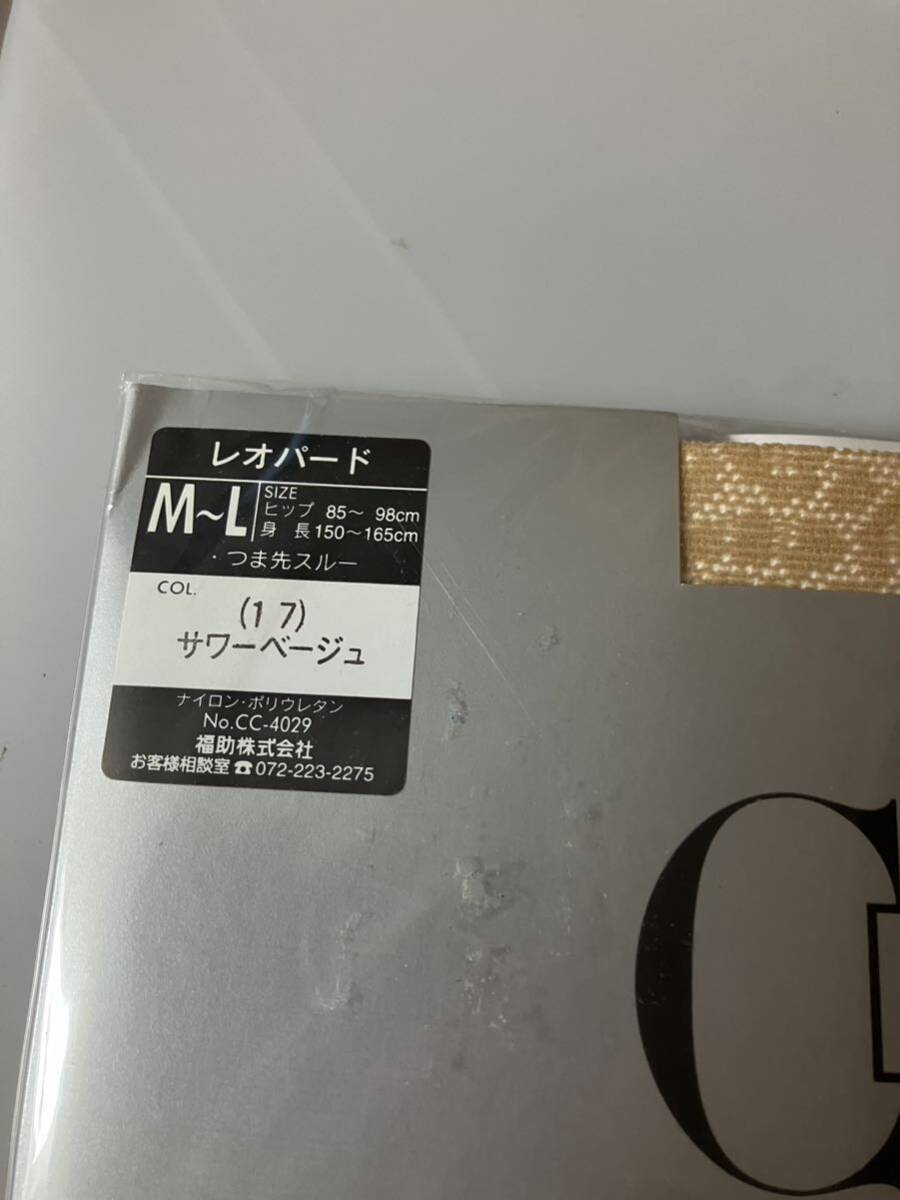 レオパード
M~L
SIZE
ヒップ 85〜 98cm
身 長 150〜165cm
・つま先スルー
COL.
(1 7)
サワーベージュ
ナイロン・ポリウレタン
No.CC-4029
福助株式会社
お客様相談室☎072-223-2275
G